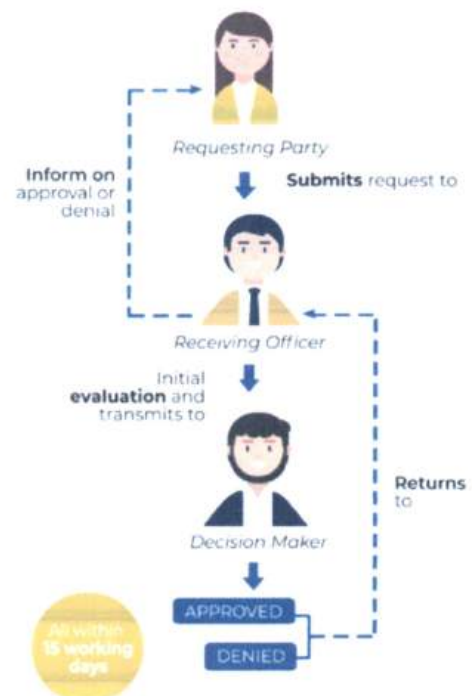 Requesting Party
Inform on
approval or
denial
Submits request to
Receiving Officer
Initial
evaluation and
transmits to
Returns
to
Decision Maker
APPROVED
DENIED
All within
15 working
days